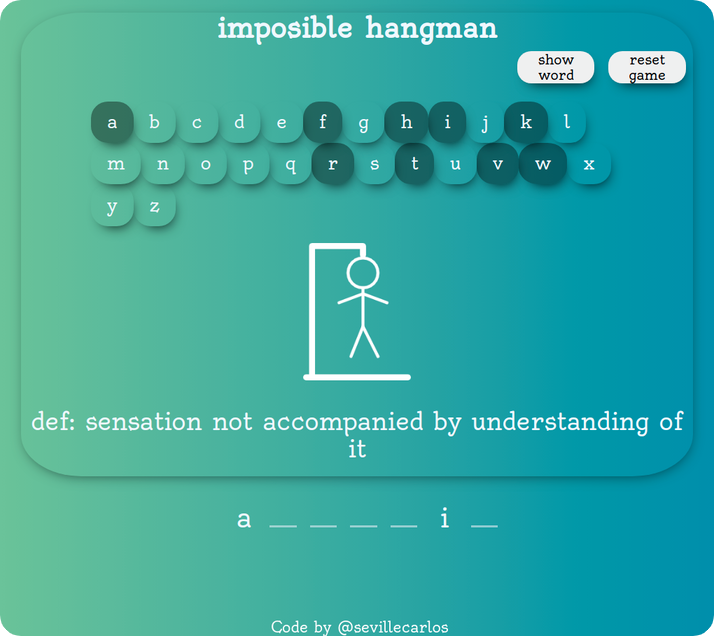 imposible hangman
show
word
reset
game
a b c d e f g h i j k l
m n o p q r s t u v w x
y z
def: sensation not accompanied by understanding of
it
a _ _ _ _ i _
Code by @sevillecarlos